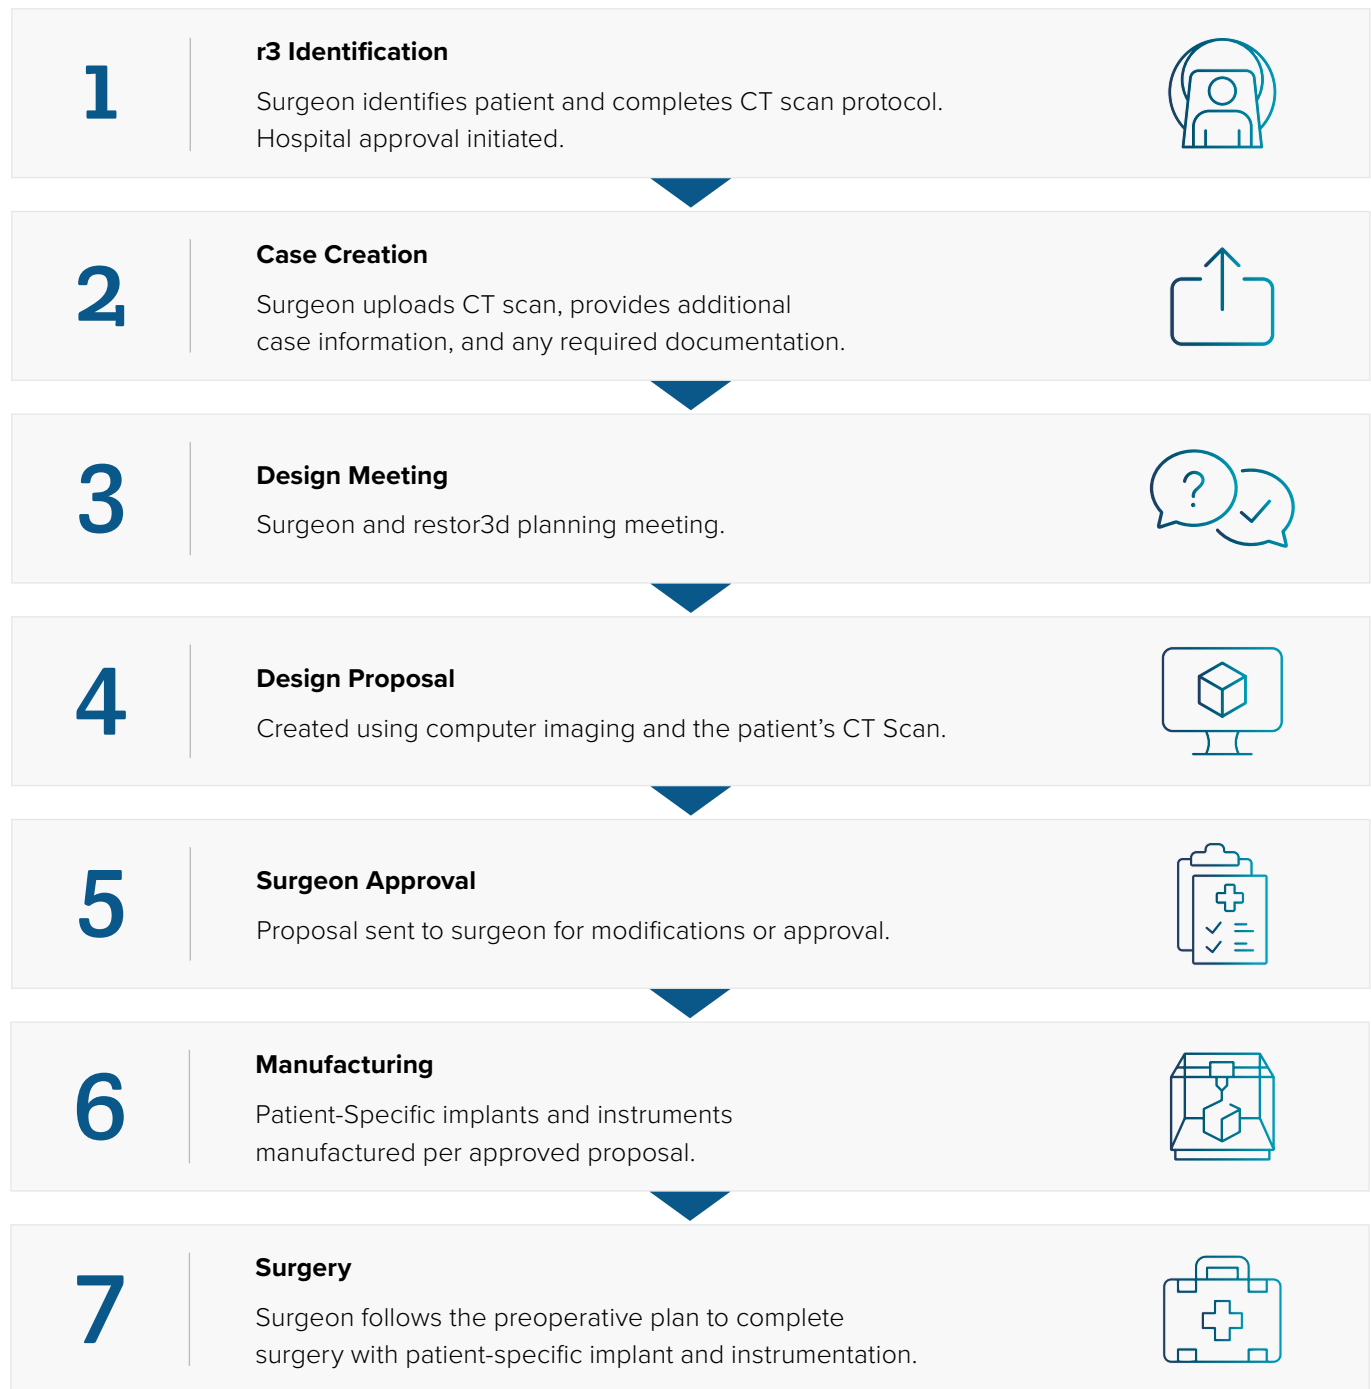 1
r3 Identification
Surgeon identifies patient and completes CT scan protocol.
Hospital approval initiated.
2
Case Creation
Surgeon uploads CT scan, provides additional
case information, and any required documentation.
3
Design Meeting
Surgeon and restor3d planning meeting.
4
Design Proposal
Created using computer imaging and the patient’s CT Scan.
5
Surgeon Approval
Proposal sent to surgeon for modifications or approval.
6
Manufacturing
Patient-Specific implants and instruments
manufactured per approved proposal.
7
Surgery
Surgeon follows the preoperative plan to complete
surgery with patient-specific implant and instrumentation.